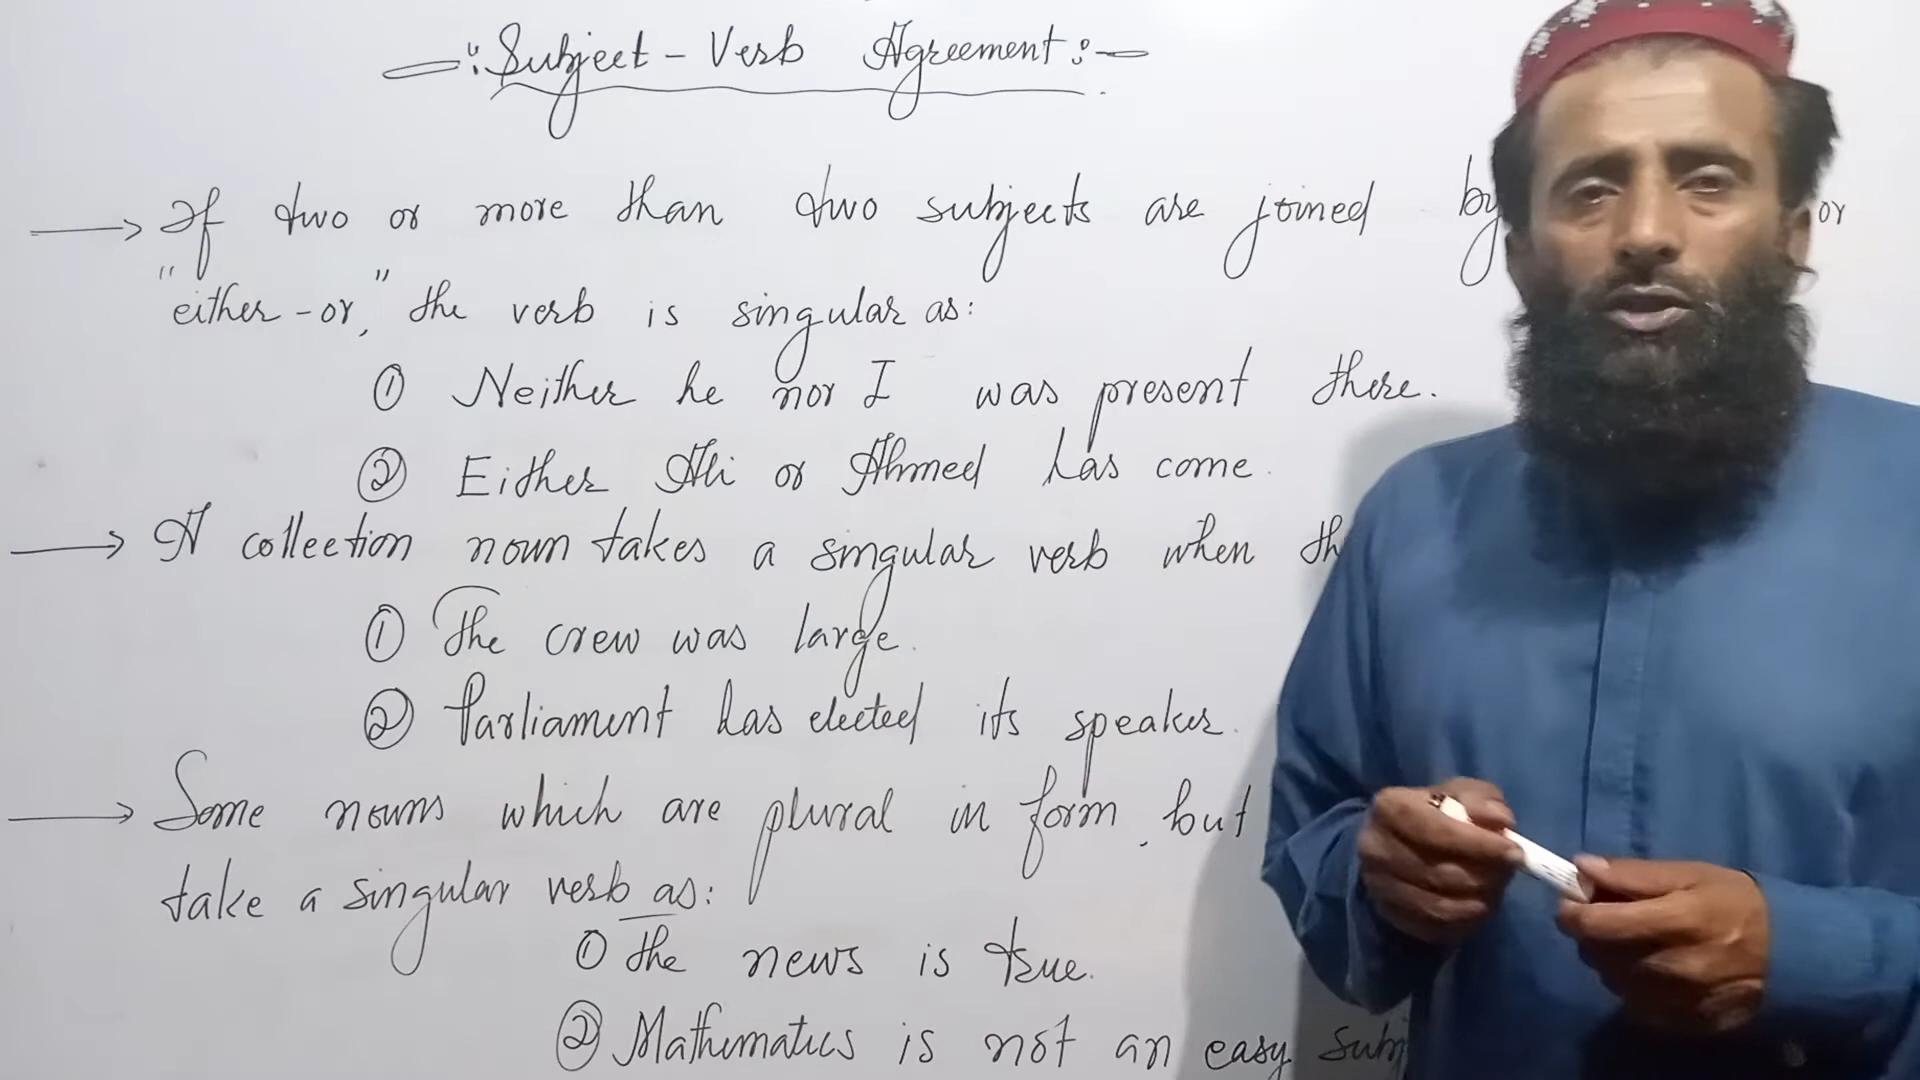 Subject - Verb Agreement
If two or more than two subjects are joined by or
"either - or," the verb is singular as:
① Neither he nor I was present there.
② Either Ali or Ahmed has come.
A collection noun takes a singular verb when
① The crew was large.
② Parliament has elected its speaker.
Some nouns which are plural in form, but
take a singular verb as:
① The news is true.
② Mathematics is not an easy